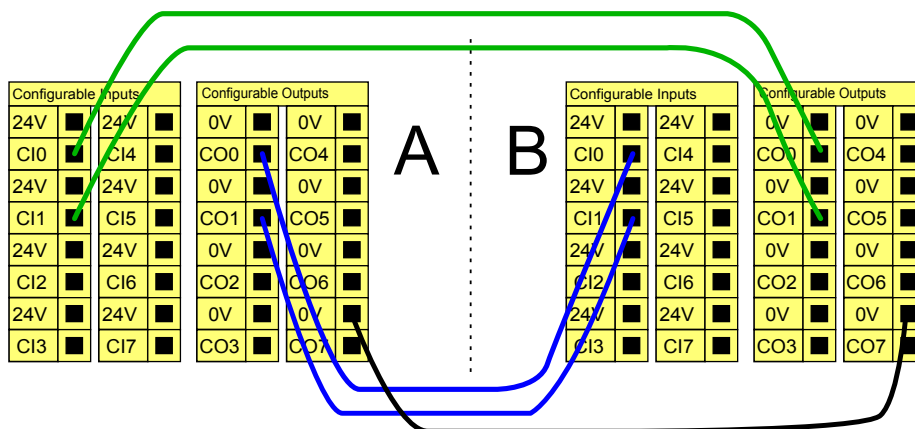 Configurable Inputs
24V 24V
CI0 CI4
24V 24V
CI1 CI5
24V 24V
CI2 CI6
24V 24V
CI3 CI7
Configurable Outputs
0V 0V
CO0 CO4
0V 0V
CO1 CO5
0V 0V
CO2 CO6
0V 0V
CO3 CO7
A
B
Configurable Inputs
24V 24V
CI0 CI4
24V 24V
CI1 CI5
24V 24V
CI2 CI6
24V 24V
CI3 CI7
Configurable Outputs
0V 0V
CO0 CO4
0V 0V
CO1 CO5
0V 0V
CO2 CO6
0V 0V
CO3 CO7